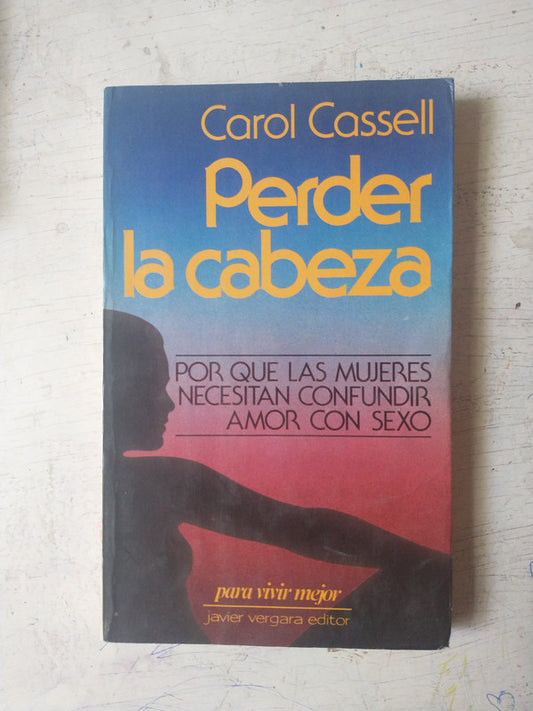 Carol Cassell
Perder
la cabeza
POR QUE LAS MUJERES
NECESITAN CONFUNDIR
AMOR CON SEXO
para vivir mejor
javier vergara editor